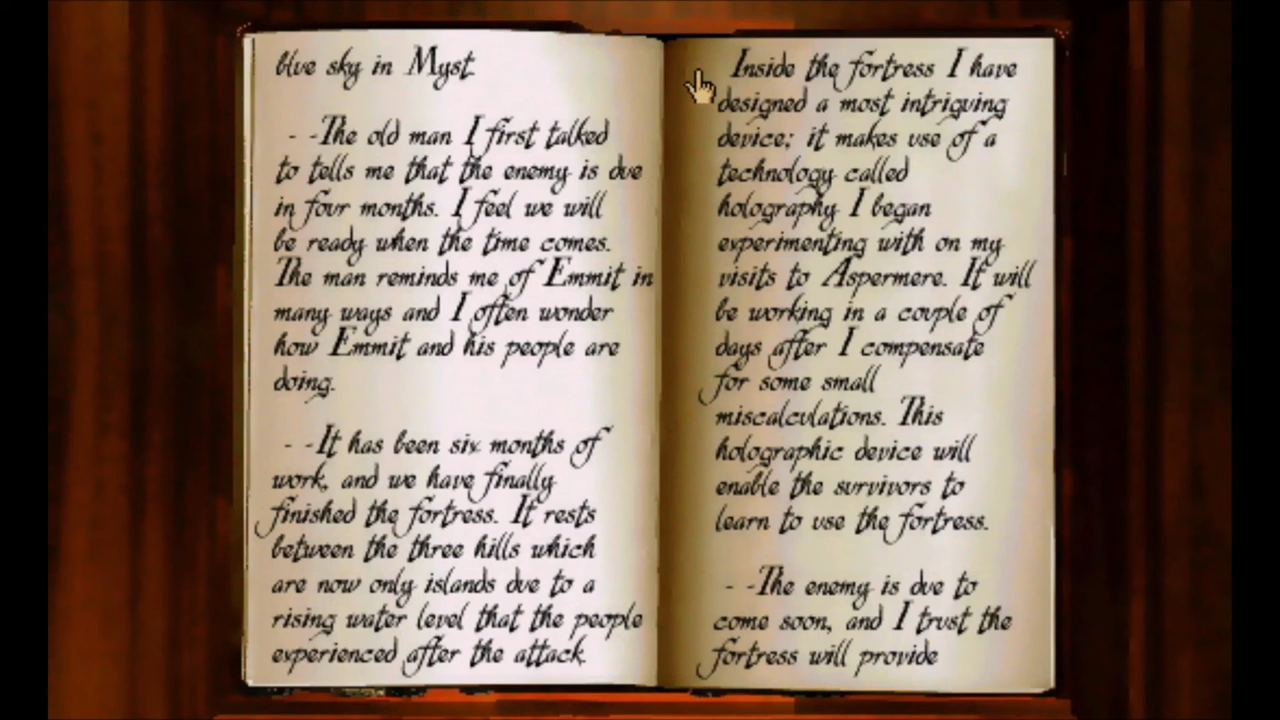 blue sky in Myst.
- -The old man I first talked
to tells me that the enemy is due
in four months. I feel we will
be ready when the time comes.
The man reminds me of Emmit in
many ways and I often wonder
how Emmit and his people are
doing.
- -It has been six months of
work, and we have finally
finished the fortress. It rests
between the three hills which
are now only islands due to a
rising water level that the people
experienced after the attack.
Inside the fortress I have
designed a most intriguing
device; it makes use of a
technology called
holography I began
experimenting with on my
visits to Aspermere. It will
be working in a couple of
days after I compensate
for some small
miscalculations. This
holographic device will
enable the survivors to
learn to use the fortress.
- -The enemy is due to
come soon, and I trust the
fortress will provide